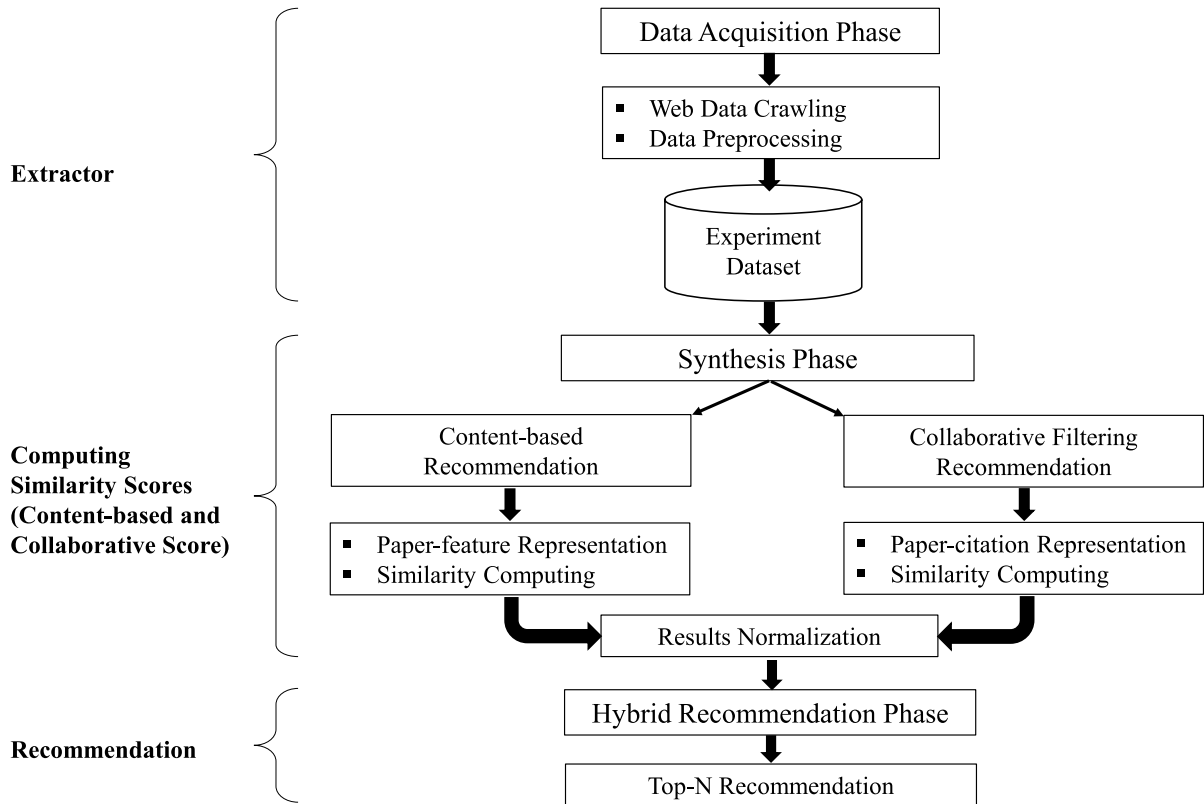 Data Acquisition Phase
▪ Web Data Crawling
▪ Data Preprocessing
Extractor
Experiment
Dataset
Synthesis Phase
Content-based
Recommendation
Collaborative Filtering
Recommendation
Computing
Similarity Scores
(Content-based and
Collaborative Score)
▪ Paper-feature Representation
▪ Similarity Computing
▪ Paper-citation Representation
▪ Similarity Computing
Results Normalization
Hybrid Recommendation Phase
Recommendation
Top-N Recommendation